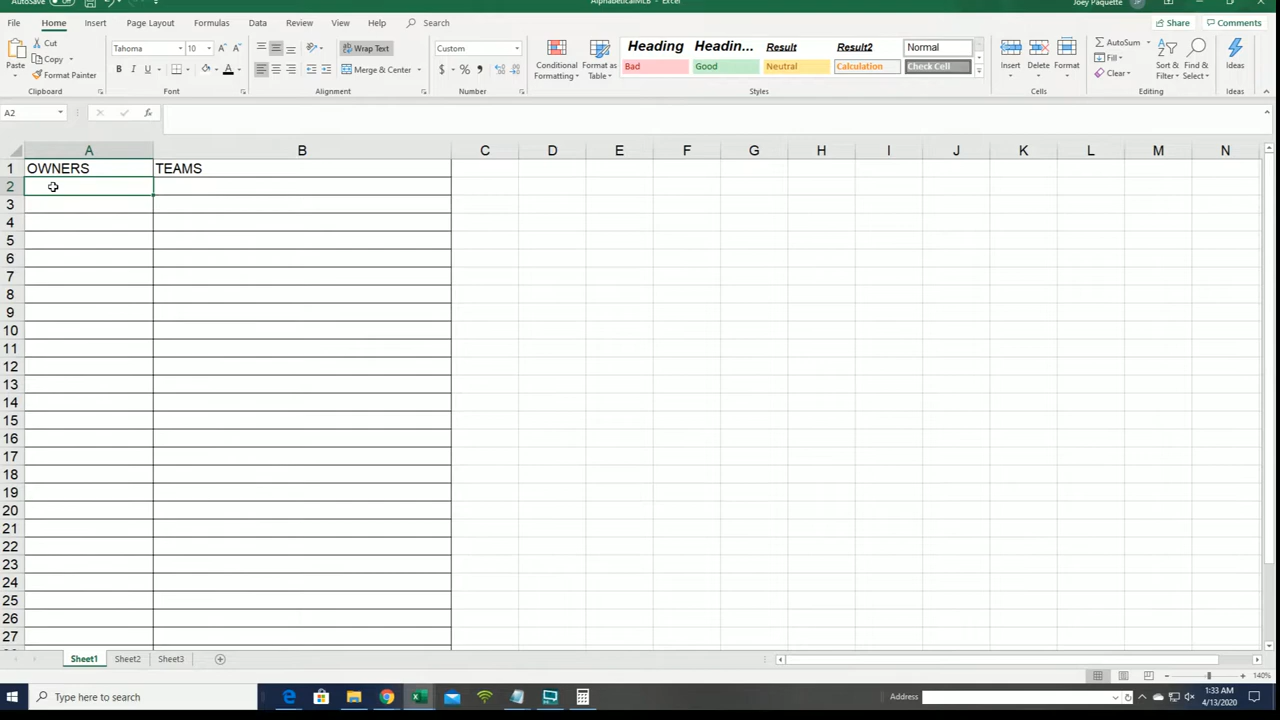 AutoSave Off AlphabeticalMLB - Excel Joey Paquette JP
File Home Insert Page Layout Formulas Data Review View Help Search Share Comments
Paste Cut Copy Format Painter
Tahoma 10 Wrap Text Custom
B I U Merge & Center $ % 9
Conditional Formatting Format as Table
Heading Headin... Result Result2 Normal
Bad Good Neutral Calculation Check Cell
Insert Delete Format
AutoSum Fill Clear Sort & Filter Find & Select Ideas
Clipboard Font Alignment Number Styles Cells Editing Ideas
A2 fx
A B C D E F G H I J K L M N
1 OWNERS TEAMS
2
3
4
5
6
7
8
9
10
11
12
13
14
15
16
17
18
19
20
21
22
23
24
25
26
27
Sheet1 Sheet2 Sheet3
140%
Type here to search Address 1:33 AM
4/13/2020